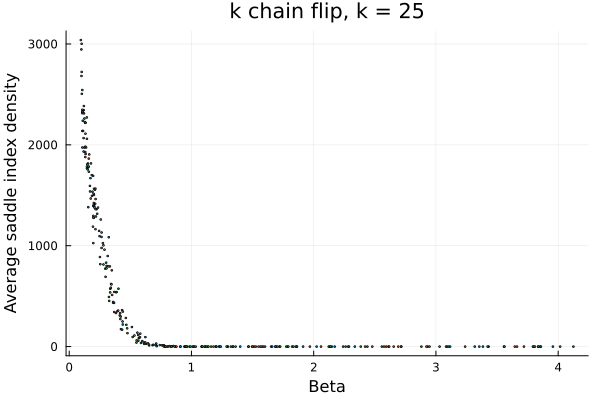 k chain flip, k = 25
Average saddle index density
3000
2000
1000
0
0 1 2 3 4
Beta